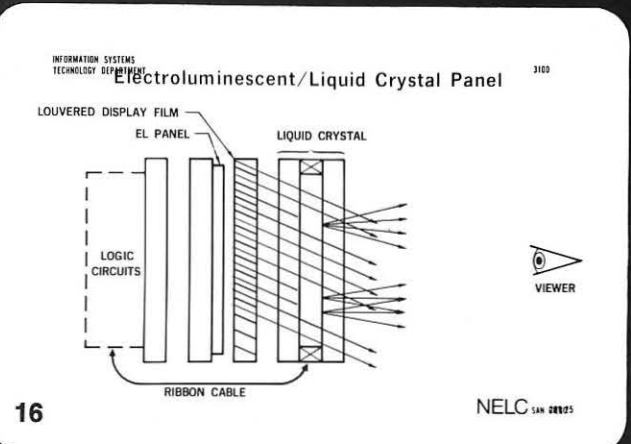 INFORMATION SYSTEMS
TECHNOLOGY DEPARTMENT
3100
Electroluminescent/Liquid Crystal Panel
LOUVERED DISPLAY FILM
EL PANEL
LIQUID CRYSTAL
LOGIC
CIRCUITS
VIEWER
RIBBON CABLE
16
NELC SAN